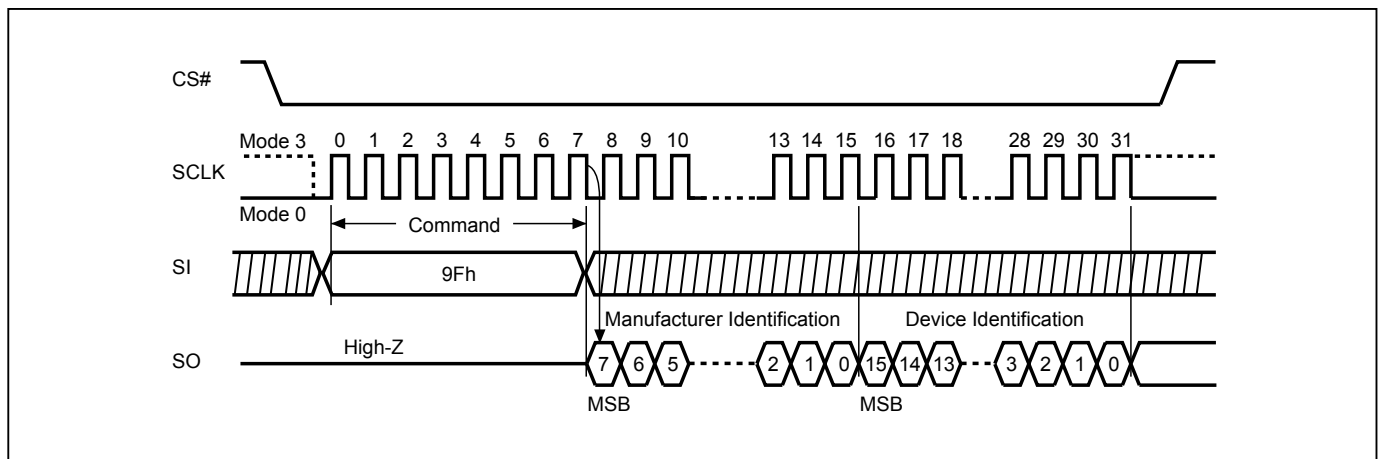 CS#
Mode 3 0 1 2 3 4 5 6 7 8 9 10 13 14 15 16 17 18 28 29 30 31
SCLK
Mode 0
Command
SI 9Fh
Manufacturer Identification Device Identification
High-Z
SO 7 6 5 2 1 0 15 14 13 3 2 1 0
MSB MSB